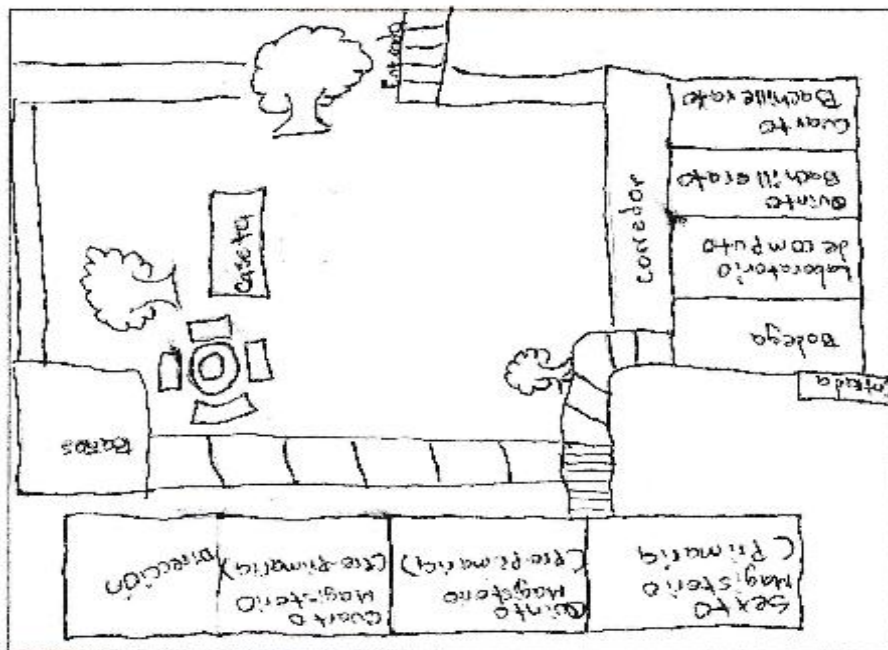 Entrada
Cuarto
Bachillerato
Quinto
Bachillerato
Laboratorio
de computo
Bodega
Entrada
Corredor
Caseta
Baños
Dirección
Cuarto
Magisterio
(Pre-Primaria)
Quinto
Magisterio
(Pre-Primaria)
Sexto
Magisterio
(Primaria